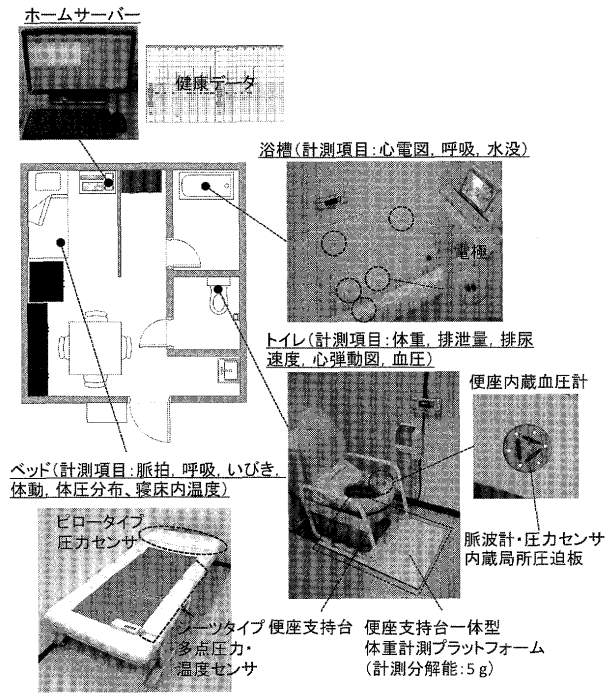 ホームサーバー
健康データ
浴槽(計測項目:心電図, 呼吸, 水没)
電極
トイレ(計測項目:体重, 排泄量, 排尿
速度, 心弾動図, 血圧)
便座内蔵血圧計
ベッド(計測項目:脈拍, 呼吸, いびき,
体動, 体圧分布、寝床内温度)
脈波計・圧力センサ
内蔵局所圧迫板
ピロータイプ
圧力センサ
シーツタイプ
多点圧力・
温度センサ
便座支持台
便座支持台一体型
体重計測プラットフォーム
(計測分解能:5g)